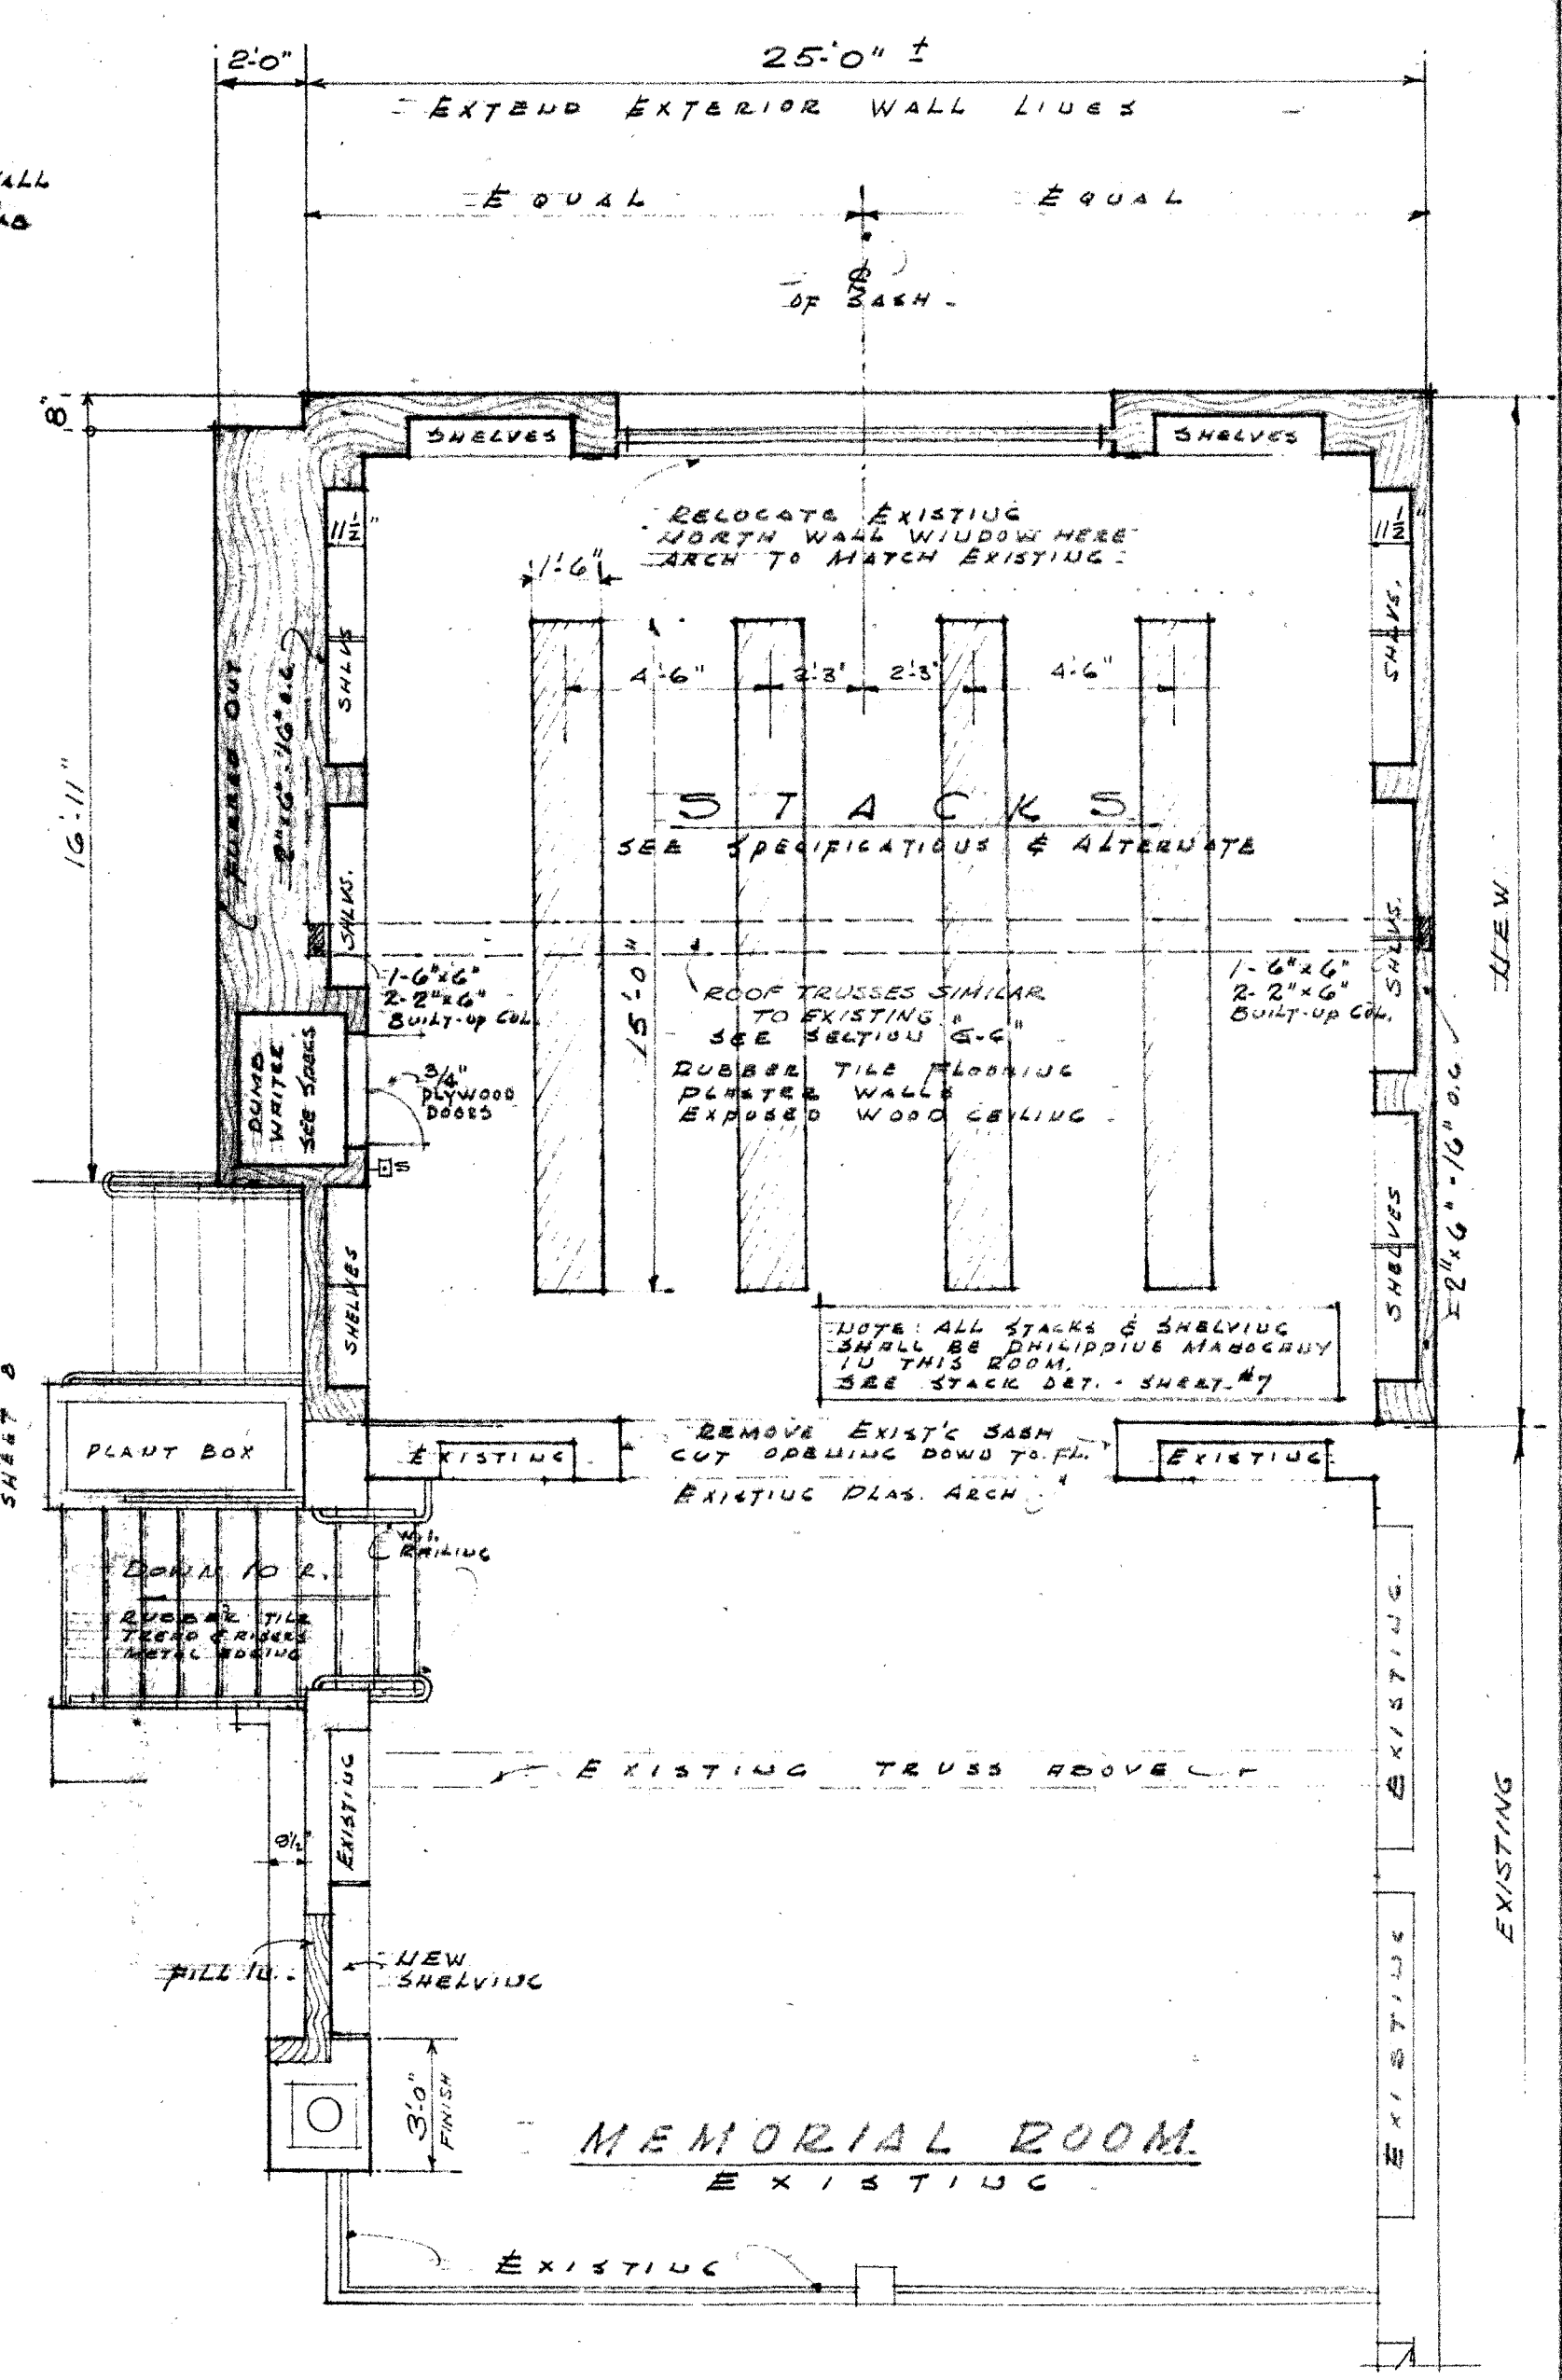 2'-0"
25'-0" ±
EXTEND EXTERIOR WALL LINES
EQUAL
EQUAL
℄
OF SASH
8"
SHELVES
SHELVES
RELOCATE EXISTING
NORTH WALL WINDOW HERE
ARCH TO MATCH EXISTING
11½"
11½"
1'-6"
SHLVS
SHLVS.
4'-6"
2'-3"
2'-3"
4'-6"
FURRED OUT
2"x6"-16" o.c.
16'-11"
STACKS
SEE SPECIFICATIONS & ALTERNATE
SHLVS.
SHLVS.
NEW
15'-0"
1-6"x6"
2-2"x6"
BUILT-UP COL.
1-6"x6"
2-2"x6"
BUILT-UP COL.
ROOF TRUSSES SIMILAR
TO EXISTING.
SEE SECTION
RUBBER TILE FLOORING
PLASTER WALLS
EXPOSED WOOD CEILING
DUMB
WAITER
SEE SPECS
3/4"
PLYWOOD
DOORS
S
2"x6"-16" o.c.
SHELVES
SHELVES
NOTE: ALL STACKS & SHELVING
SHALL BE PHILIPPINE MAHOGANY
IN THIS ROOM.
SEE STACK DET. - SHEET #7
SHEET 8
PLANT BOX
EXISTING
REMOVE EXIST'G SASH
CUT OPENING DOWN TO FL.
EXISTING PLAS. ARCH
EXISTING
W.I.
RAILING
DOWN 10 R.
RUBBER TILE
TREAD & RISERS
METAL EDGING
EXISTING.
EXISTING TRUSS ABOVE
EXISTING
EXISTING
8½"
FILL IN.
NEW
SHELVING
EXISTING
3'-0"
FINISH
MEMORIAL ROOM
EXISTING
EXISTING